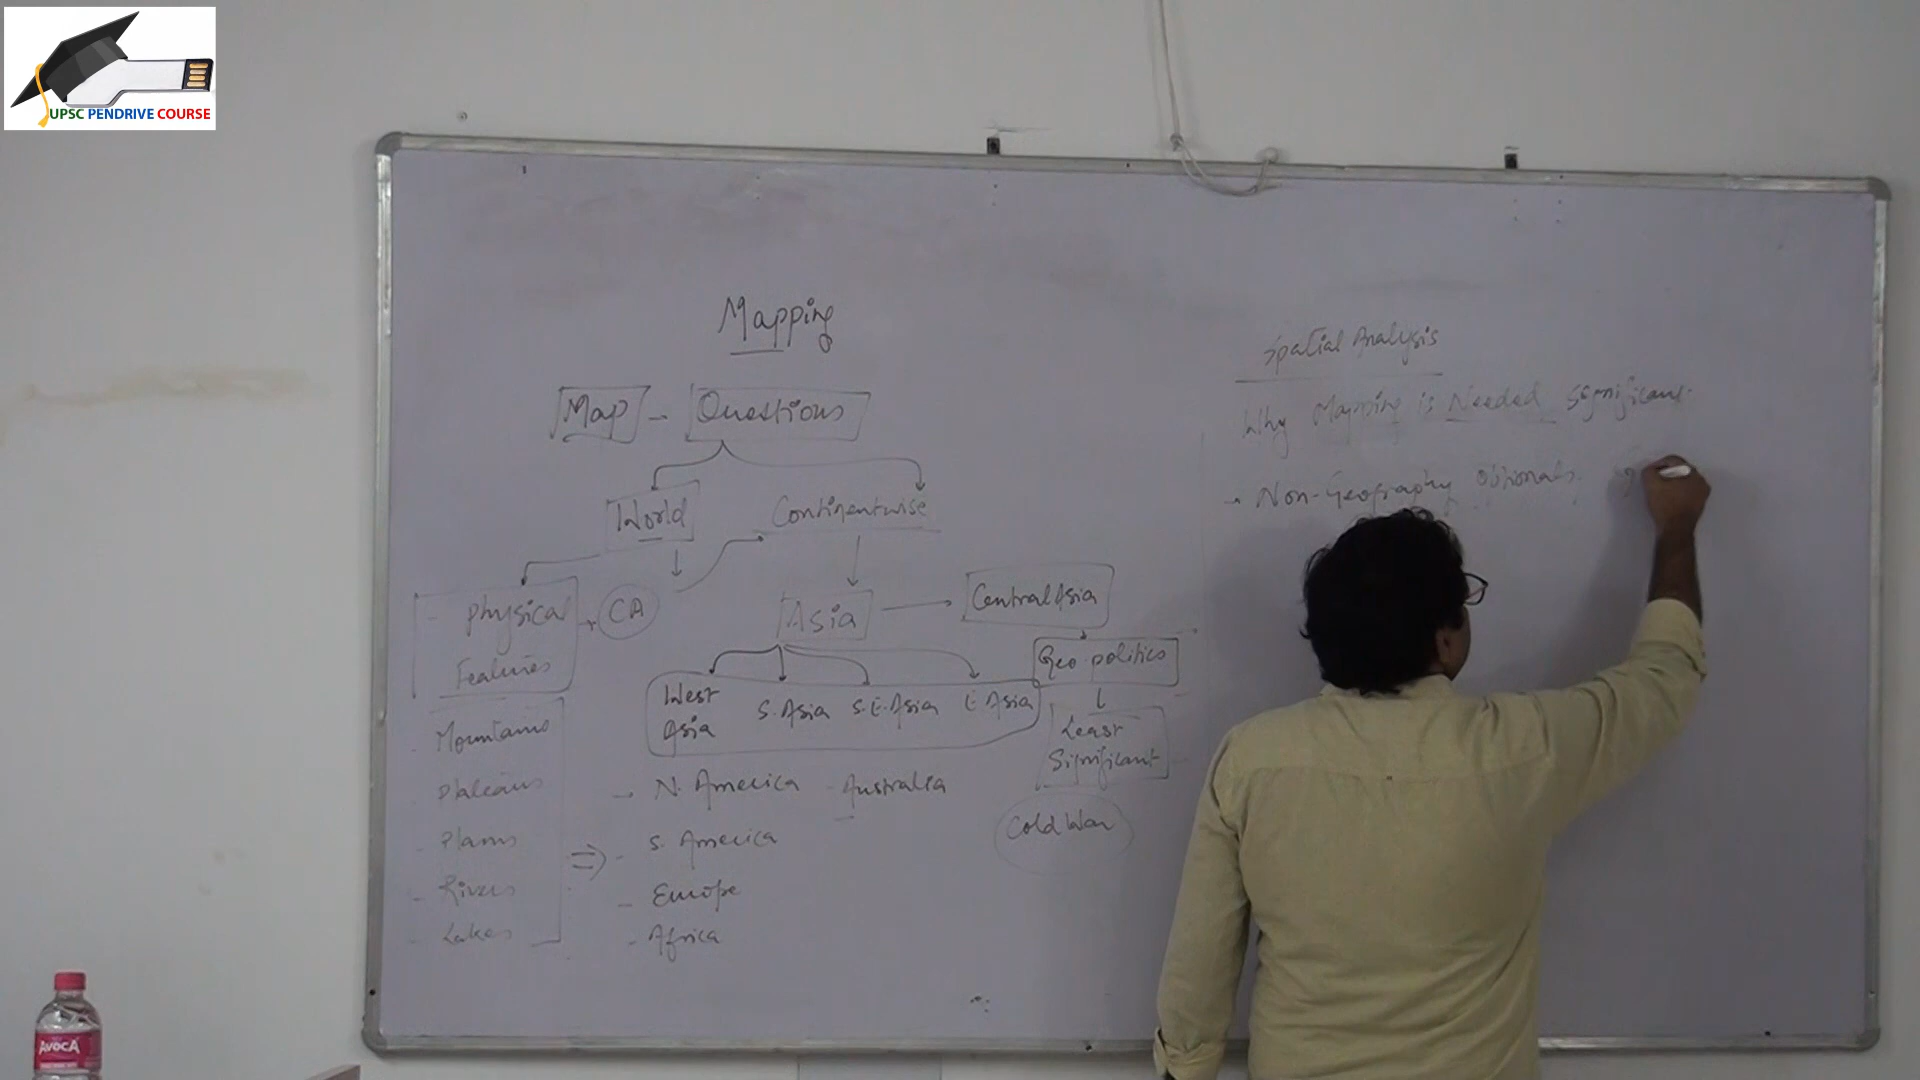 UPSC PENDRIVE COURSE
Mapping
Map - Questions
World
Continentwise
Physical
Features
CA
Asia
Central Asia
Geo-politics
Least
Significant
Cold War
West
Asia
S. Asia
S.E. Asia
E. Asia
- Mountains
- Plateaus
- Plains
- Rivers
- Lakes
- N. America
- Australia
- S. America
- Europe
- Africa
Spatial Analysis
Why Mapping is Needed Significant
→ Non-Geography optionals.
AVOCA